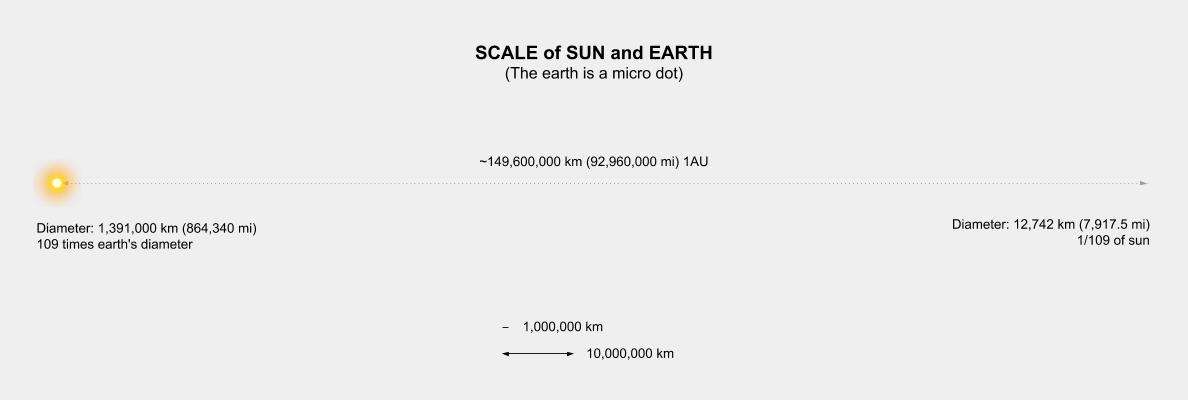 SCALE of SUN and EARTH
(The earth is a micro dot)
~149,600,000 km (92,960,000 mi) 1AU
Diameter: 1,391,000 km (864,340 mi)
109 times earth's diameter
Diameter: 12,742 km (7,917.5 mi)
1/109 of sun
1,000,000 km
10,000,000 km